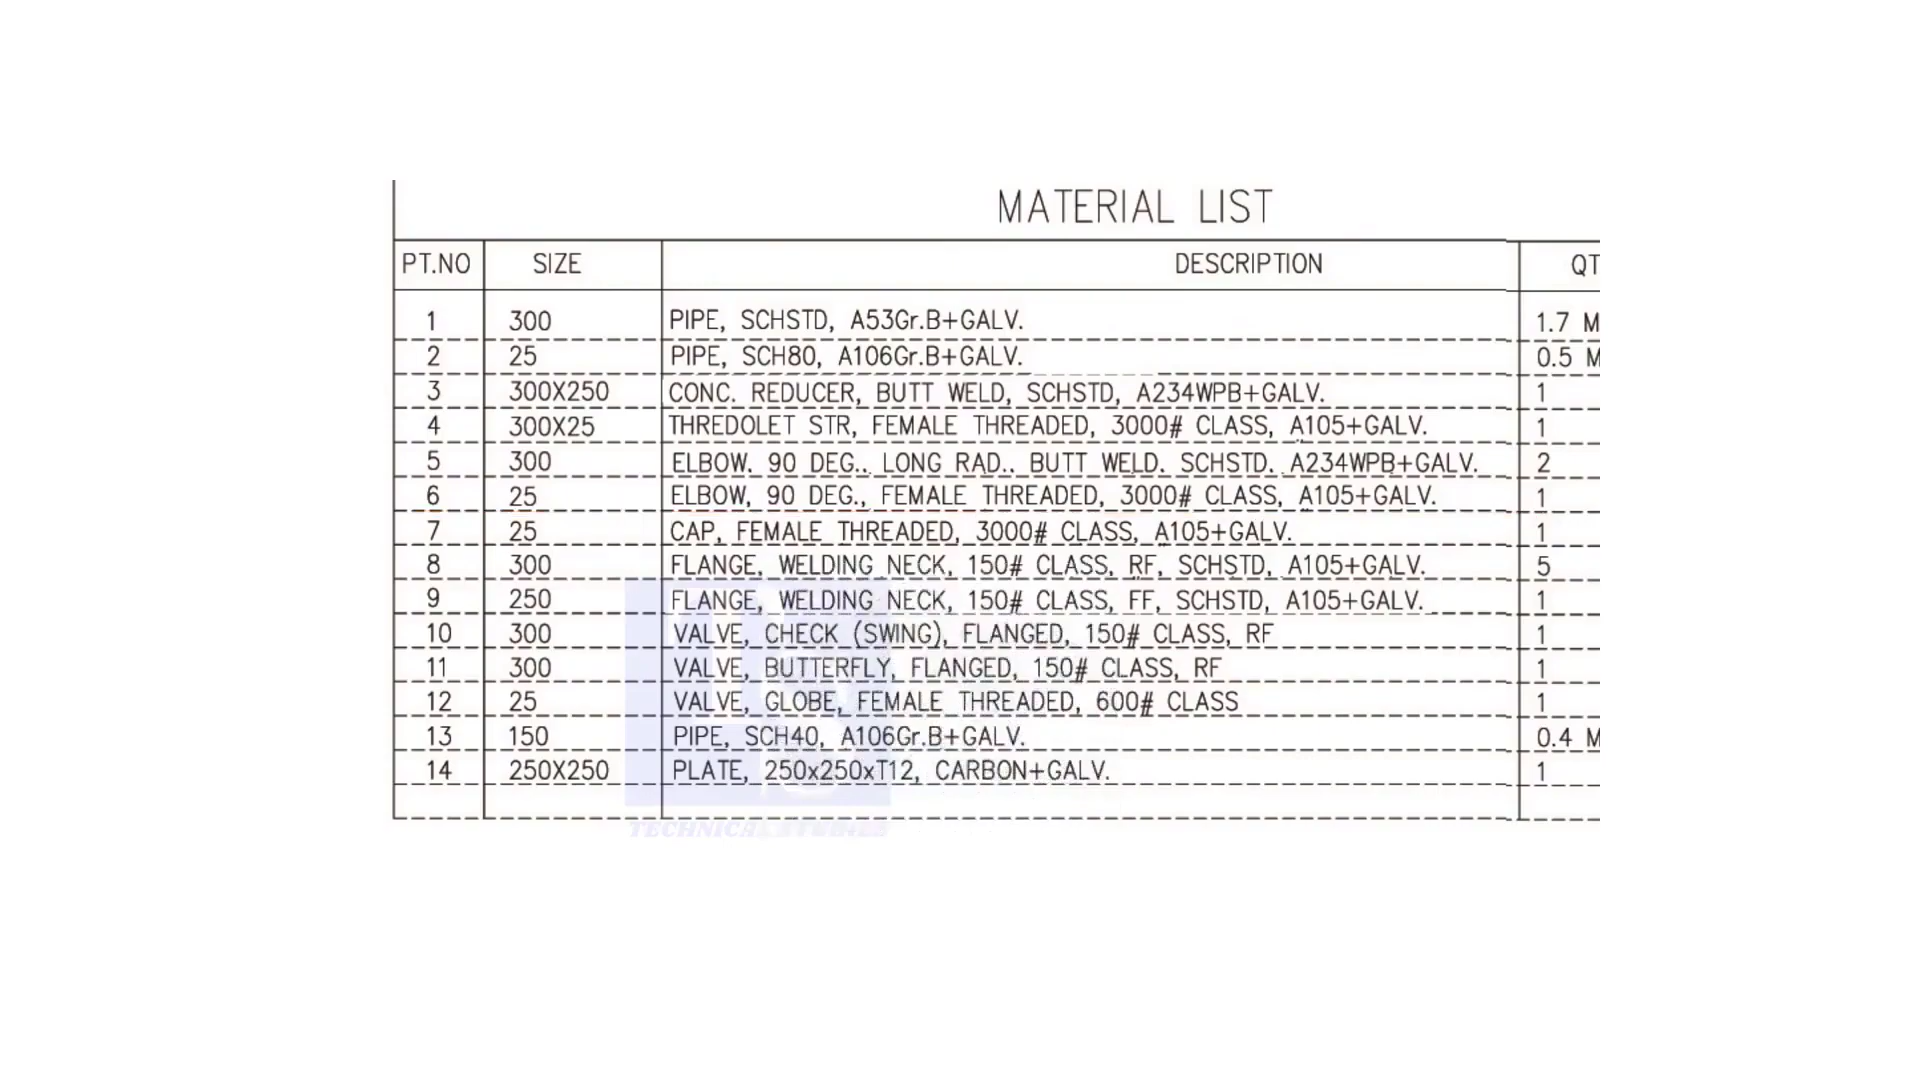 MATERIAL LIST
PT.NO SIZE DESCRIPTION QT
1 300 PIPE, SCHSTD, A53Gr.B+GALV. 1.7 M
2 25 PIPE, SCH80, A106Gr.B+GALV. 0.5 M
3 300X250 CONC. REDUCER, BUTT WELD, SCHSTD, A234WPB+GALV. 1
4 300X25 THREDOLET STR, FEMALE THREADED, 3000# CLASS, A105+GALV. 1
5 300 ELBOW. 90 DEG.. LONG RAD.. BUTT WELD. SCHSTD. A234WPB+GALV. 2
6 25 ELBOW, 90 DEG., FEMALE THREADED, 3000# CLASS, A105+GALV. 1
7 25 CAP, FEMALE THREADED, 3000# CLASS, A105+GALV. 1
8 300 FLANGE, WELDING NECK, 150# CLASS, RF, SCHSTD, A105+GALV. 5
9 250 FLANGE, WELDING NECK, 150# CLASS, FF, SCHSTD, A105+GALV. 1
10 300 VALVE, CHECK (SWING), FLANGED, 150# CLASS, RF 1
11 300 VALVE, BUTTERFLY, FLANGED, 150# CLASS, RF 1
12 25 VALVE, GLOBE, FEMALE THREADED, 600# CLASS 1
13 150 PIPE, SCH40, A106Gr.B+GALV. 0.4 M
14 250X250 PLATE, 250x250xT12, CARBON+GALV. 1
TECHNICAL